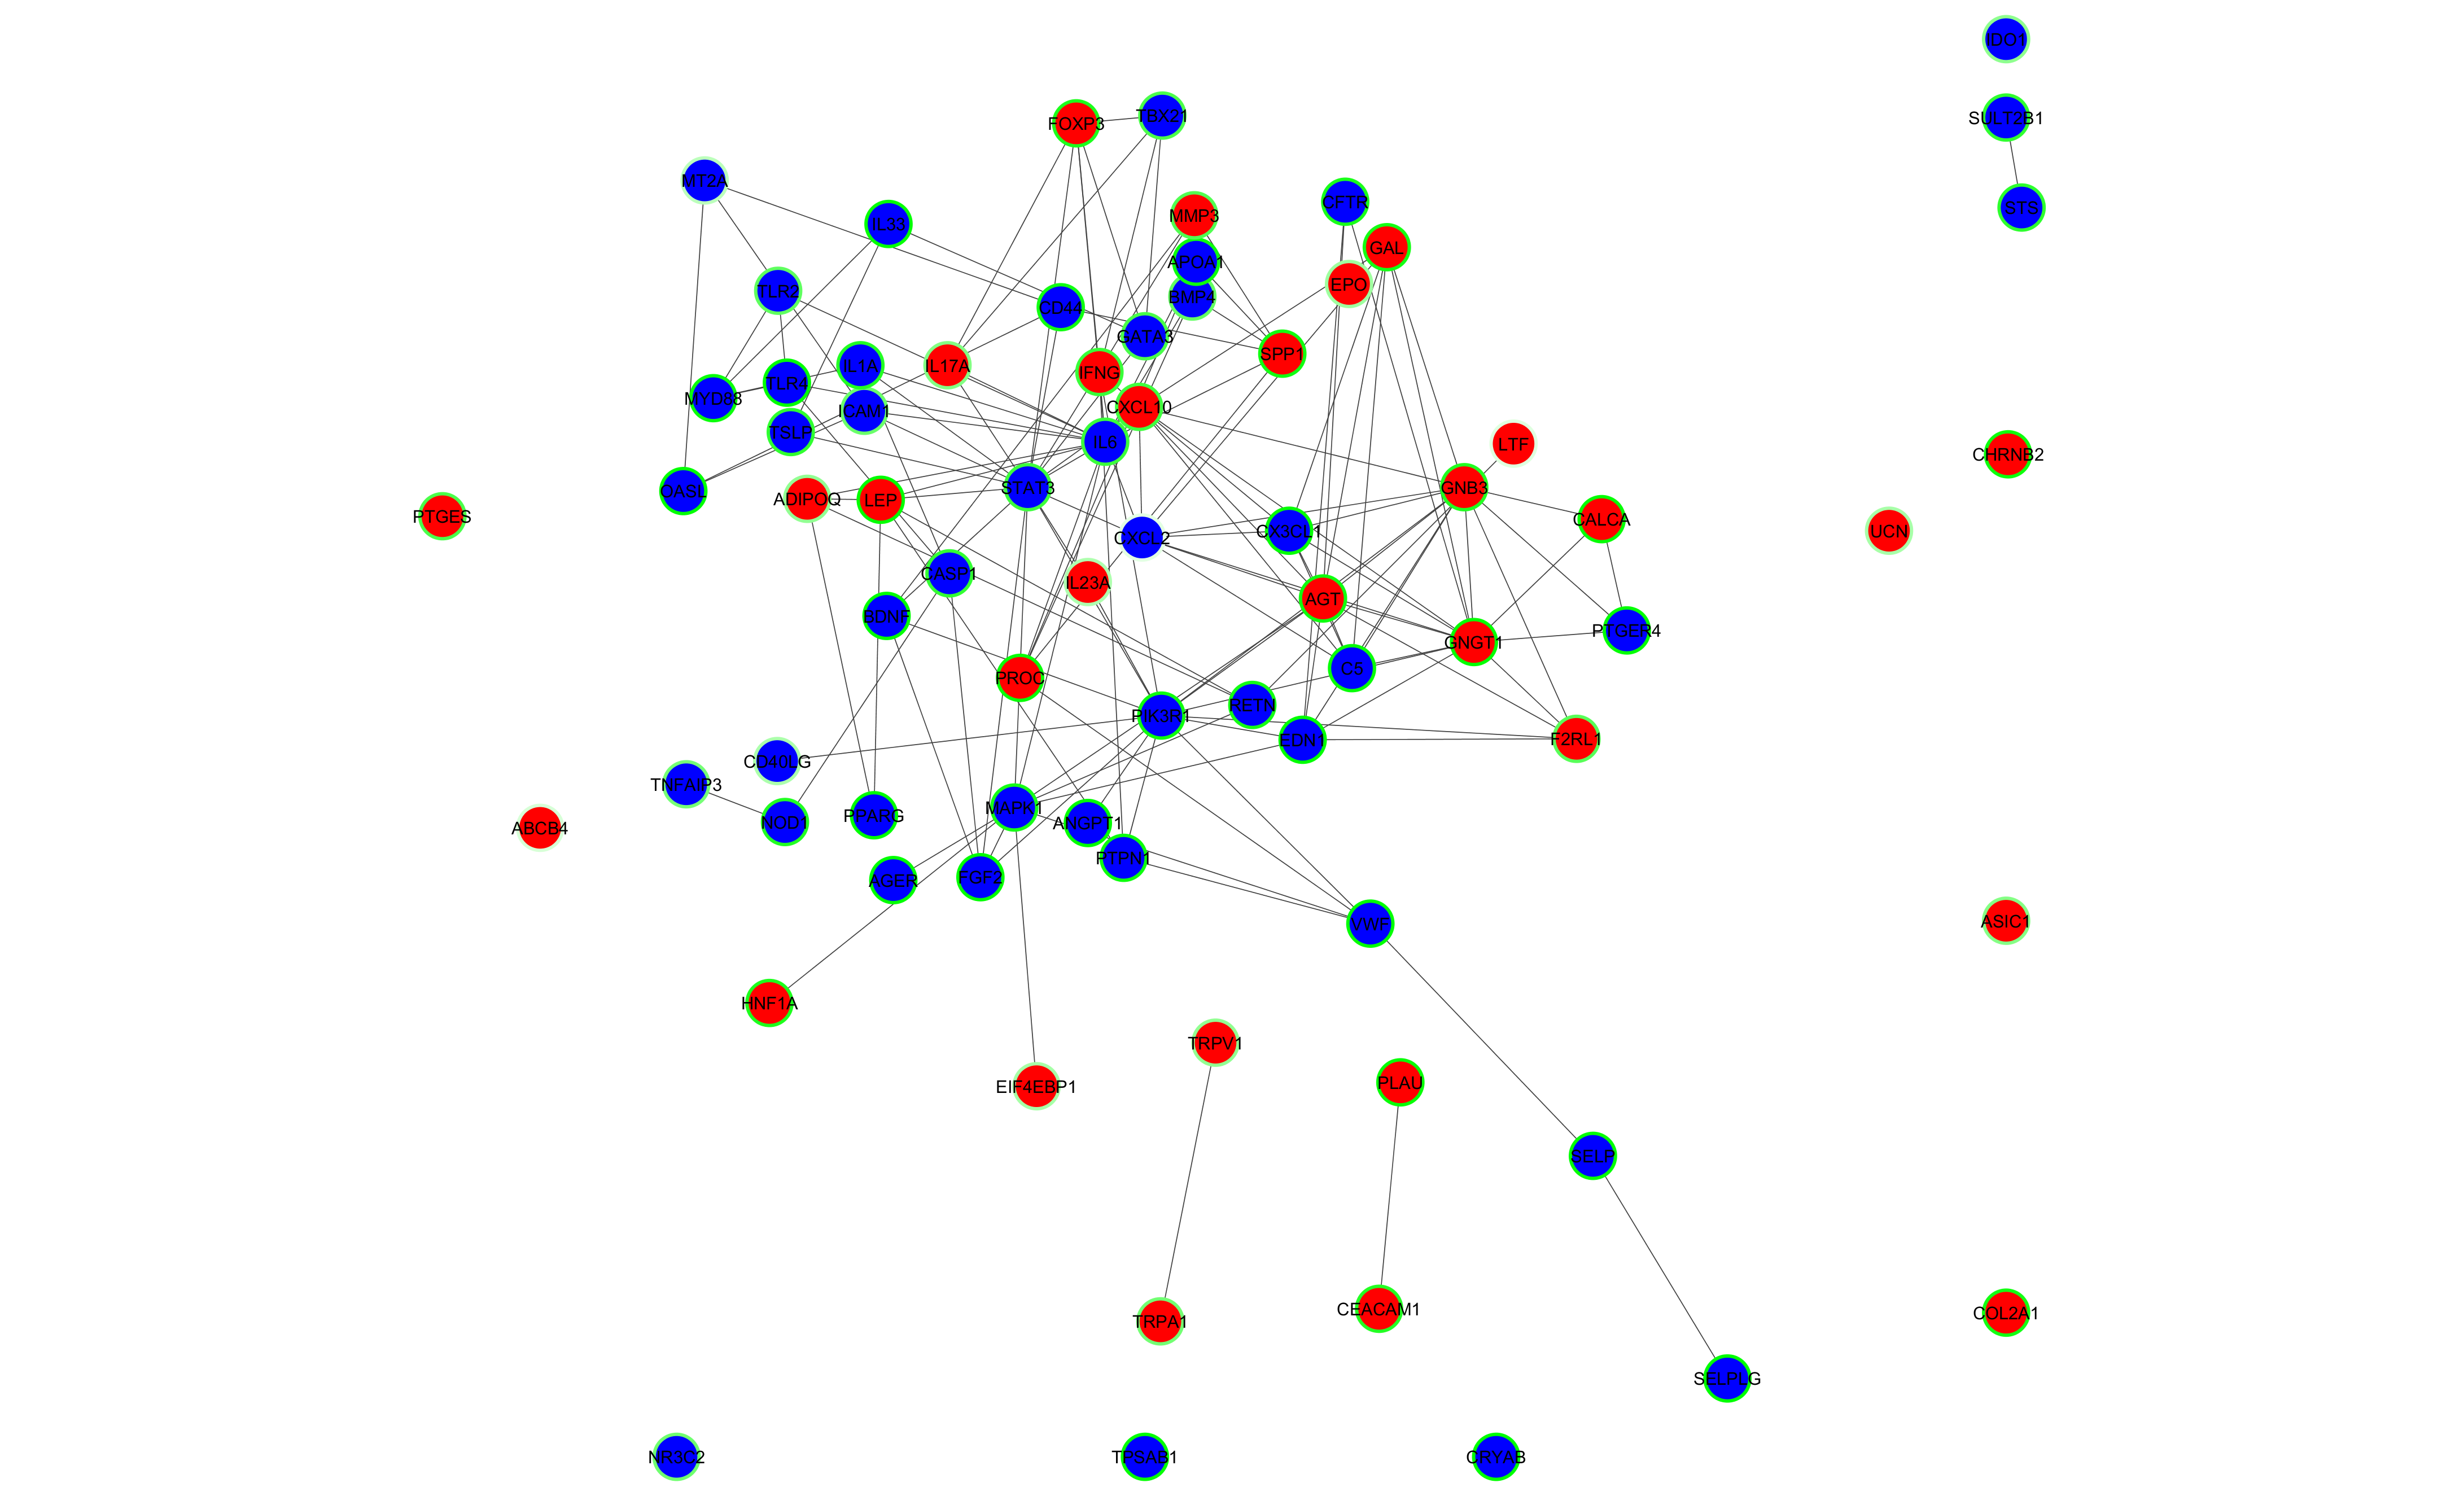 IDO1
SULT2B1
TBX21
FOXP3
MT2A
CFTR
STS
MMP3
IL33
GAL
APOA1
EPO
TLR2
BMP4
CD44
GATA3
SPP1
IL1A
IL17A
IFNG
TLR4
MYD88
CXCL10
ICAM1
TSLP
IL6
LTF
CHRNB2
STAT3
GNB3
OASL
ADIPOQ
LEP
PTGES
CALCA
CX3CL1
UCN
CXCL2
CASP1
IL23A
AGT
BDNF
PTGER4
GNGT1
C5
PROC
RETN
PIK3R1
EDN1
F2RL1
CD40LG
TNFAIP3
MAPK1
NOD1
PPARG
ANGPT1
ABCB4
PTPN1
FGF2
AGER
ASIC1
VWF
HNF1A
TRPV1
PLAU
EIF4EBP1
SELP
CEACAM1
COL2A1
TRPA1
SELPLG
NR3C2
TPSAB1
CRYAB